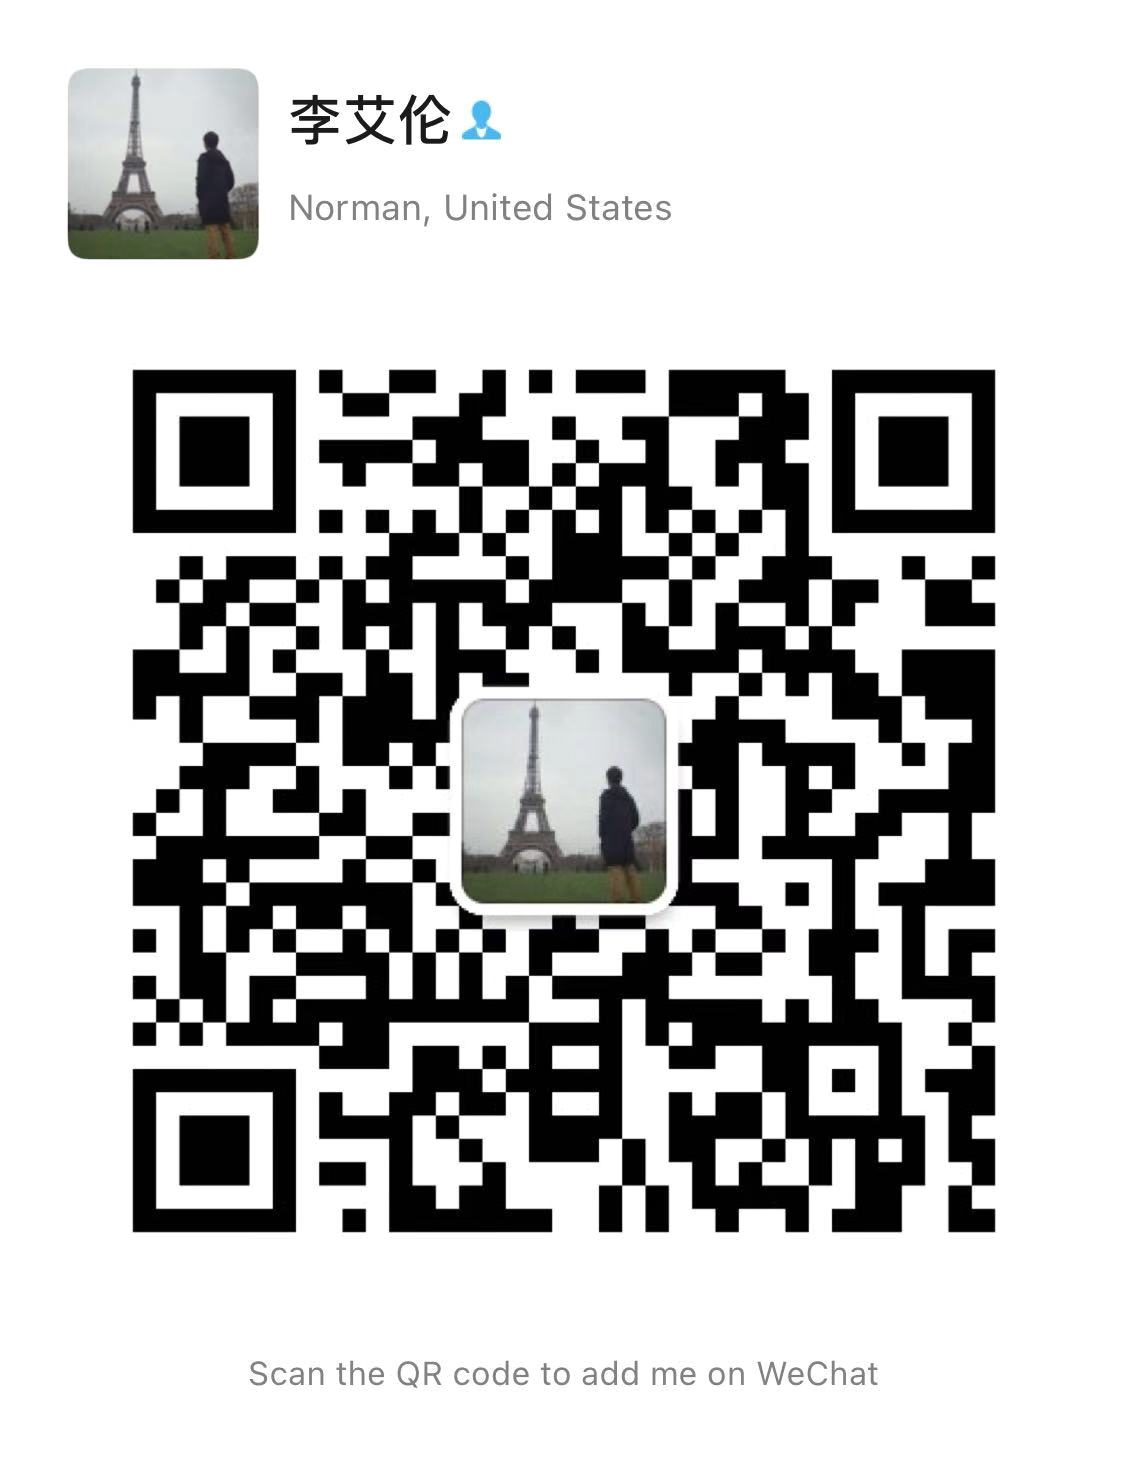 李艾伦
Norman, United States
Scan the QR code to add me on WeChat